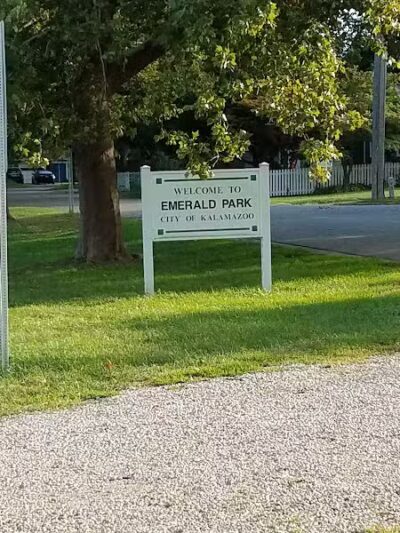 WELCOME TO
EMERALD PARK
CITY OF KALAMAZOO